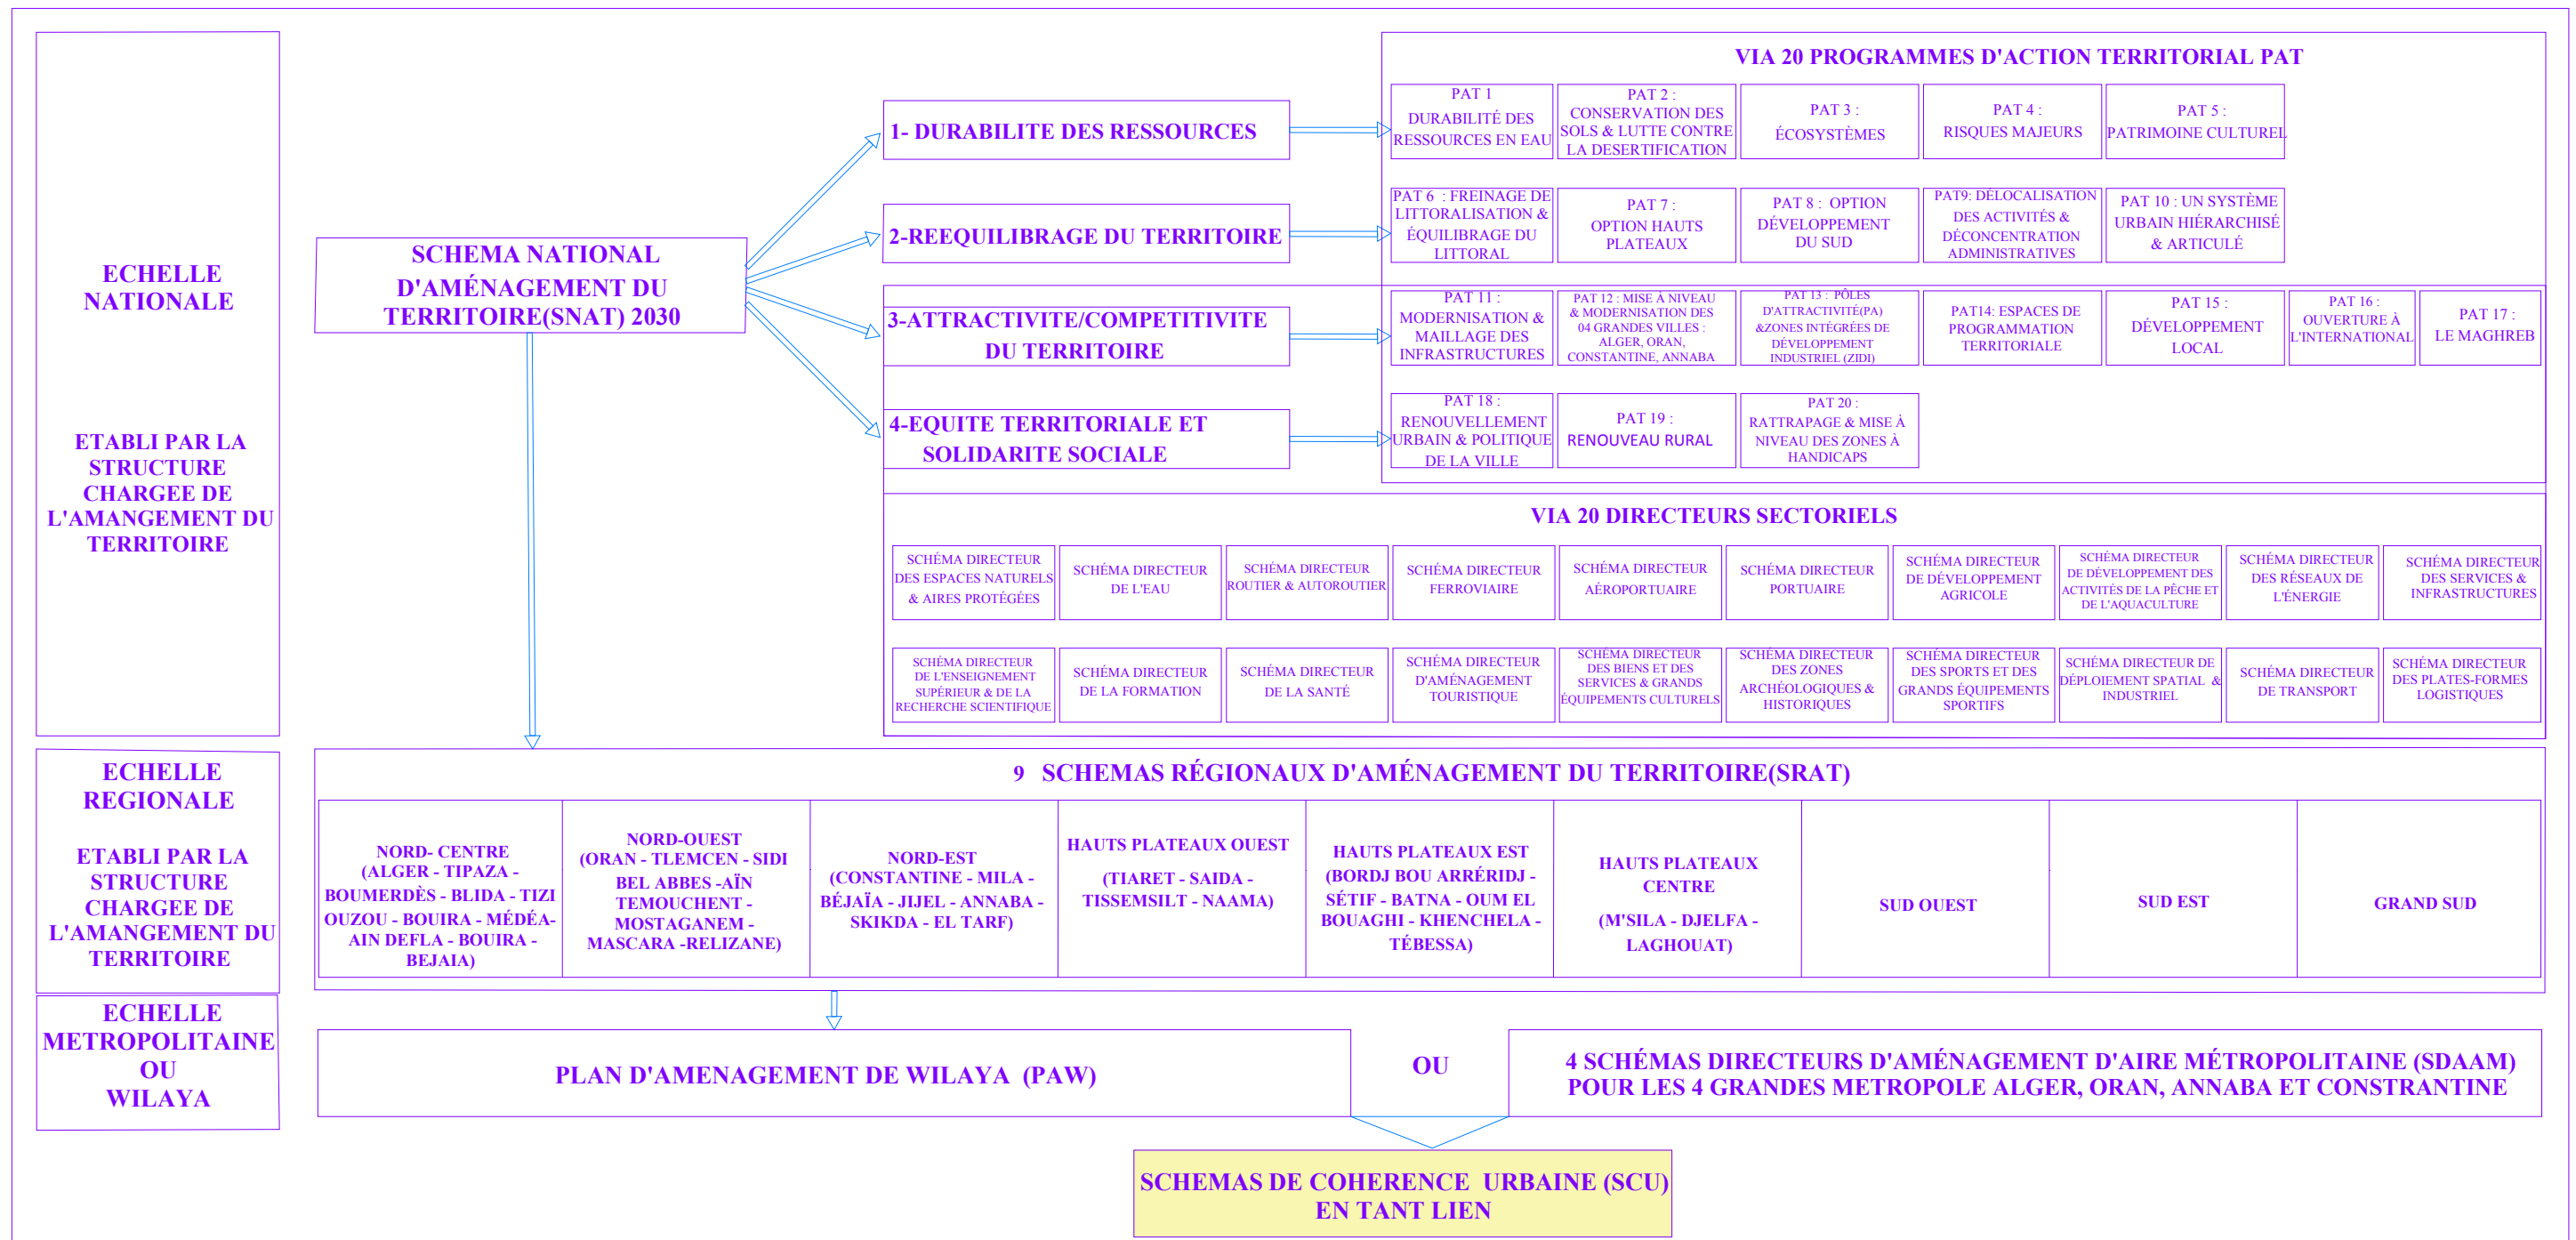 ECHELLE
NATIONALE
ETABLI PAR LA
STRUCTURE
CHARGEE DE
L'AMANGEMENT DU
TERRITOIRE
SCHEMA NATIONAL
D'AMÉNAGEMENT DU
TERRITOIRE(SNAT) 2030
1- DURABILITE DES RESSOURCES
2-REEQUILIBRAGE DU TERRITOIRE
3-ATTRACTIVITE/COMPETITIVITE
DU TERRITOIRE
4-EQUITE TERRITORIALE ET
SOLIDARITE SOCIALE
VIA 20 PROGRAMMES D'ACTION TERRITORIAL PAT
PAT 1
DURABILITÉ DES
RESSOURCES EN EAU
PAT 2 :
CONSERVATION DES
SOLS & LUTTE CONTRE
LA DESERTIFICATION
PAT 3 :
ÉCOSYSTÈMES
PAT 4 :
RISQUES MAJEURS
PAT 5 :
PATRIMOINE CULTUREL
PAT 6 : FREINAGE DE
LITTORALISATION &
ÉQUILIBRAGE DU
LITTORAL
PAT 7 :
OPTION HAUTS
PLATEAUX
PAT 8 : OPTION
DÉVELOPPEMENT
DU SUD
PAT9: DÉLOCALISATION
DES ACTIVITÉS &
DÉCONCENTRATION
ADMINISTRATIVES
PAT 10 : UN SYSTÈME
URBAIN HIÉRARCHISÉ
& ARTICULÉ
PAT 11 :
MODERNISATION &
MAILLAGE DES
INFRASTRUCTURES
PAT 12 : MISE À NIVEAU
& MODERNISATION DES
04 GRANDES VILLES :
ALGER, ORAN,
CONSTANTINE, ANNABA
PAT 13 : PÔLES
D'ATTRACTIVITÉ(PA)
&ZONES INTÉGRÉES DE
DÉVELOPPEMENT
INDUSTRIEL (ZIDI)
PAT14: ESPACES DE
PROGRAMMATION
TERRITORIALE
PAT 15 :
DÉVELOPPEMENT
LOCAL
PAT 16 :
OUVERTURE À
L'INTERNATIONAL
PAT 17 :
LE MAGHREB
PAT 18 :
RENOUVELLEMENT
URBAIN & POLITIQUE
DE LA VILLE
PAT 19 :
RENOUVEAU RURAL
PAT 20 :
RATTRAPAGE & MISE À
NIVEAU DES ZONES À
HANDICAPS
VIA 20 DIRECTEURS SECTORIELS
SCHÉMA DIRECTEUR
DES ESPACES NATURELS
& AIRES PROTÉGÉES
SCHÉMA DIRECTEUR
DE L'EAU
SCHÉMA DIRECTEUR
ROUTIER & AUTOROUTIER
SCHÉMA DIRECTEUR
FERROVIAIRE
SCHÉMA DIRECTEUR
AÉROPORTUAIRE
SCHÉMA DIRECTEUR
PORTUAIRE
SCHÉMA DIRECTEUR
DE DÉVELOPPEMENT
AGRICOLE
SCHÉMA DIRECTEUR
DE DÉVELOPPEMENT DES
ACTIVITÉS DE LA PÊCHE ET
DE L'AQUACULTURE
SCHÉMA DIRECTEUR
DES RÉSEAUX DE
L'ÉNERGIE
SCHÉMA DIRECTEUR
DES SERVICES &
INFRASTRUCTURES
SCHÉMA DIRECTEUR
DE L'ENSEIGNEMENT
SUPÉRIEUR & DE LA
RECHERCHE SCIENTIFIQUE
SCHÉMA DIRECTEUR
DE LA FORMATION
SCHÉMA DIRECTEUR
DE LA SANTÉ
SCHÉMA DIRECTEUR
D'AMÉNAGEMENT
TOURISTIQUE
SCHÉMA DIRECTEUR
DES BIENS ET DES
SERVICES & GRANDS
ÉQUIPEMENTS CULTURELS
SCHÉMA DIRECTEUR
DES ZONES
ARCHÉOLOGIQUES &
HISTORIQUES
SCHÉMA DIRECTEUR
DES SPORTS ET DES
GRANDS ÉQUIPEMENTS
SPORTIFS
SCHÉMA DIRECTEUR DE
DÉPLOIEMENT SPATIAL &
INDUSTRIEL
SCHÉMA DIRECTEUR
DE TRANSPORT
SCHÉMA DIRECTEUR
DES PLATES-FORMES
LOGISTIQUES
ECHELLE
REGIONALE
ETABLI PAR LA
STRUCTURE
CHARGEE DE
L'AMANGEMENT DU
TERRITOIRE
9 SCHEMAS RÉGIONAUX D'AMÉNAGEMENT DU TERRITOIRE(SRAT)
NORD- CENTRE
(ALGER - TIPAZA -
BOUMERDÈS - BLIDA - TIZI
OUZOU - BOUIRA - MÉDÉA-
AIN DEFLA - BOUIRA -
BEJAIA)
NORD-OUEST
(ORAN - TLEMCEN - SIDI
BEL ABBES -AÏN
TEMOUCHENT -
MOSTAGANEM -
MASCARA -RELIZANE)
NORD-EST
(CONSTANTINE - MILA -
BÉJAÏA - JIJEL - ANNABA -
SKIKDA - EL TARF)
HAUTS PLATEAUX OUEST
(TIARET - SAIDA -
TISSEMSILT - NAAMA)
HAUTS PLATEAUX EST
(BORDJ BOU ARRÉRIDJ -
SÉTIF - BATNA - OUM EL
BOUAGHI - KHENCHELA -
TÉBESSA)
HAUTS PLATEAUX
CENTRE
(M'SILA - DJELFA -
LAGHOUAT)
SUD OUEST
SUD EST
GRAND SUD
ECHELLE
METROPOLITAINE
OU
WILAYA
PLAN D'AMENAGEMENT DE WILAYA (PAW)
OU
4 SCHÉMAS DIRECTEURS D'AMÉNAGEMENT D'AIRE MÉTROPOLITAINE (SDAAM)
POUR LES 4 GRANDES METROPOLE ALGER, ORAN, ANNABA ET CONSTRANTINE
SCHEMAS DE COHERENCE URBAINE (SCU)
EN TANT LIEN